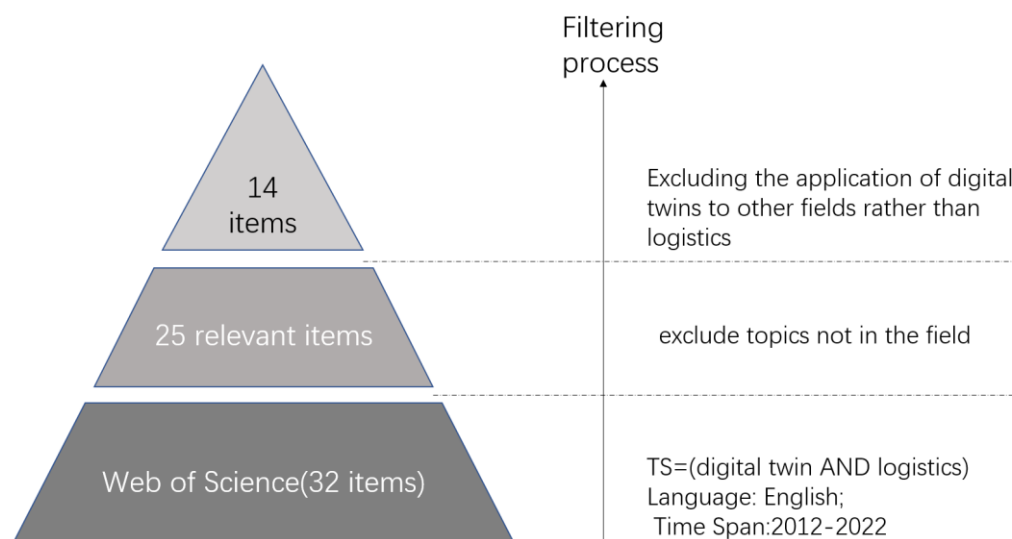 Filtering
process
14
items
Excluding the application of digital
twins to other fields rather than
logistics
25 relevant items
exclude topics not in the field
Web of Science(32 items)
TS=(digital twin AND logistics)
Language: English;
Time Span:2012-2022